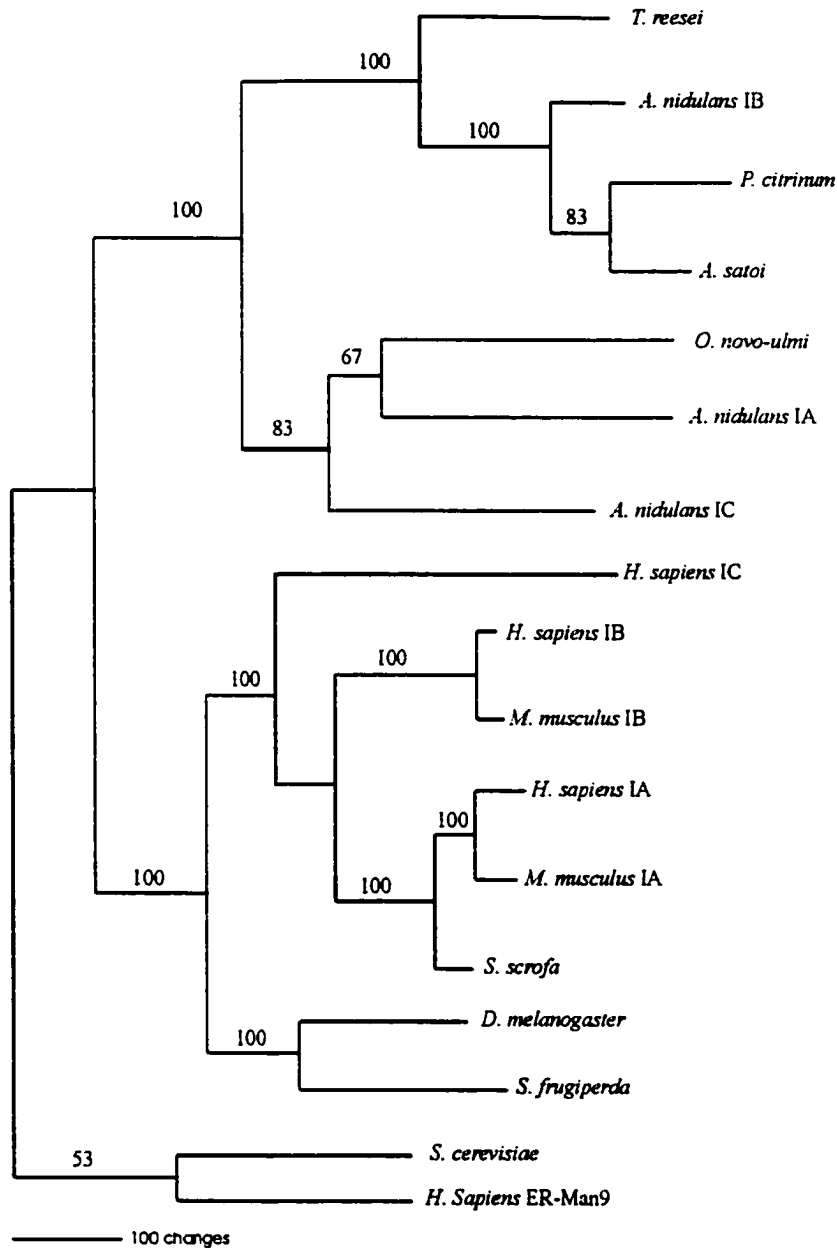 T. reesei
100
A. nidulans IB
100
P. citrinum
100
83
A. satoi
O. novo-ulmi
67
A. nidulans IA
83
A. nidulans IC
H. sapiens IC
H. sapiens IB
100
100
M. musculus IB
H. sapiens IA
100
100
M. musculus IA
100
S. scrofa
D. melanogaster
100
S. frugiperda
S. cerevisiae
53
H. Sapiens ER-Man9
100 changes